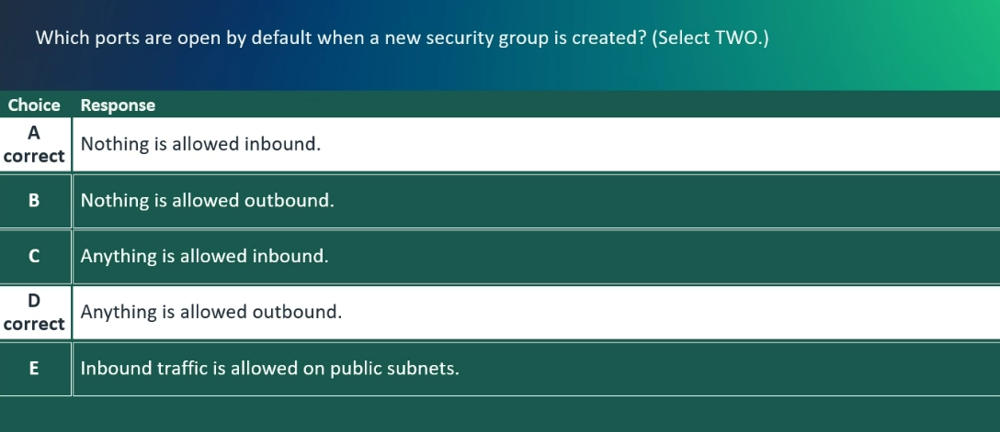 Which ports are open by default when a new security group is created? (Select TWO.)
Choice Response
A
correct
Nothing is allowed inbound.
B Nothing is allowed outbound.
C Anything is allowed inbound.
D
correct
Anything is allowed outbound.
E Inbound traffic is allowed on public subnets.